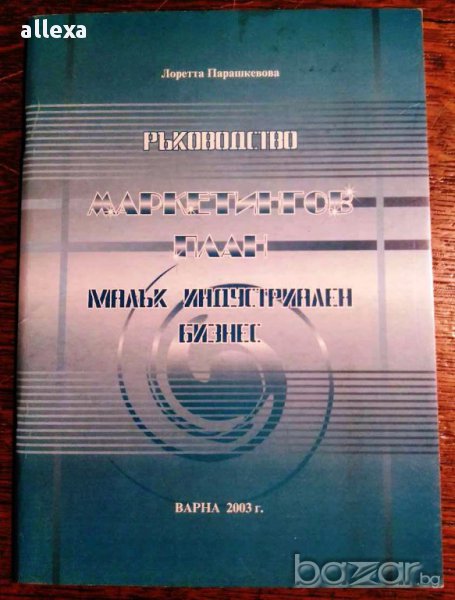 allexa
Лоретта Парашкевова
РЪКОВОДСТВО
МАРКЕТИНГОВ
ПЛАН
МАЛЪК ИНДУСТРИАЛЕН
БИЗНЕС
ВАРНА 2003 г.
bazar.bg